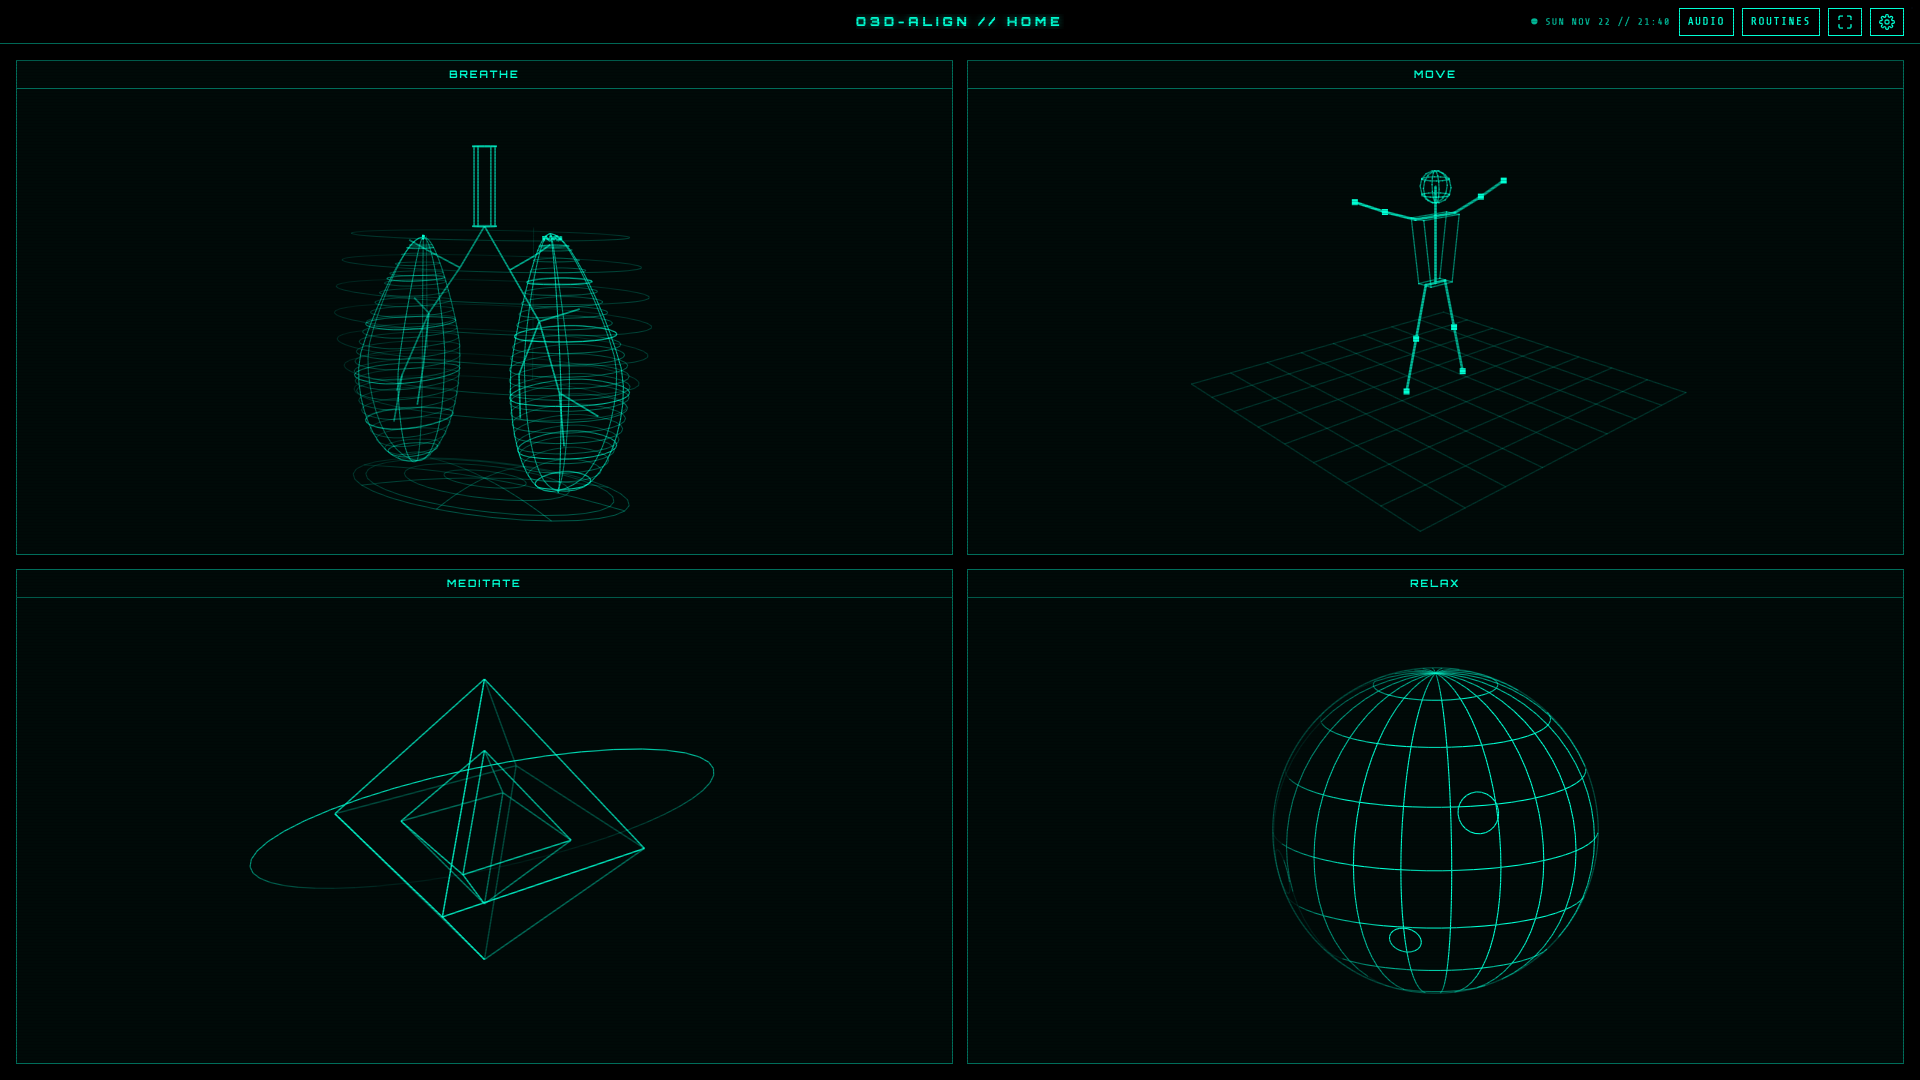 O3D-ALIGN // HOME
SUN NOV 22 // 21:40
AUDIO
ROUTINES
BREATHE
MOVE
MEDITATE
RELAX